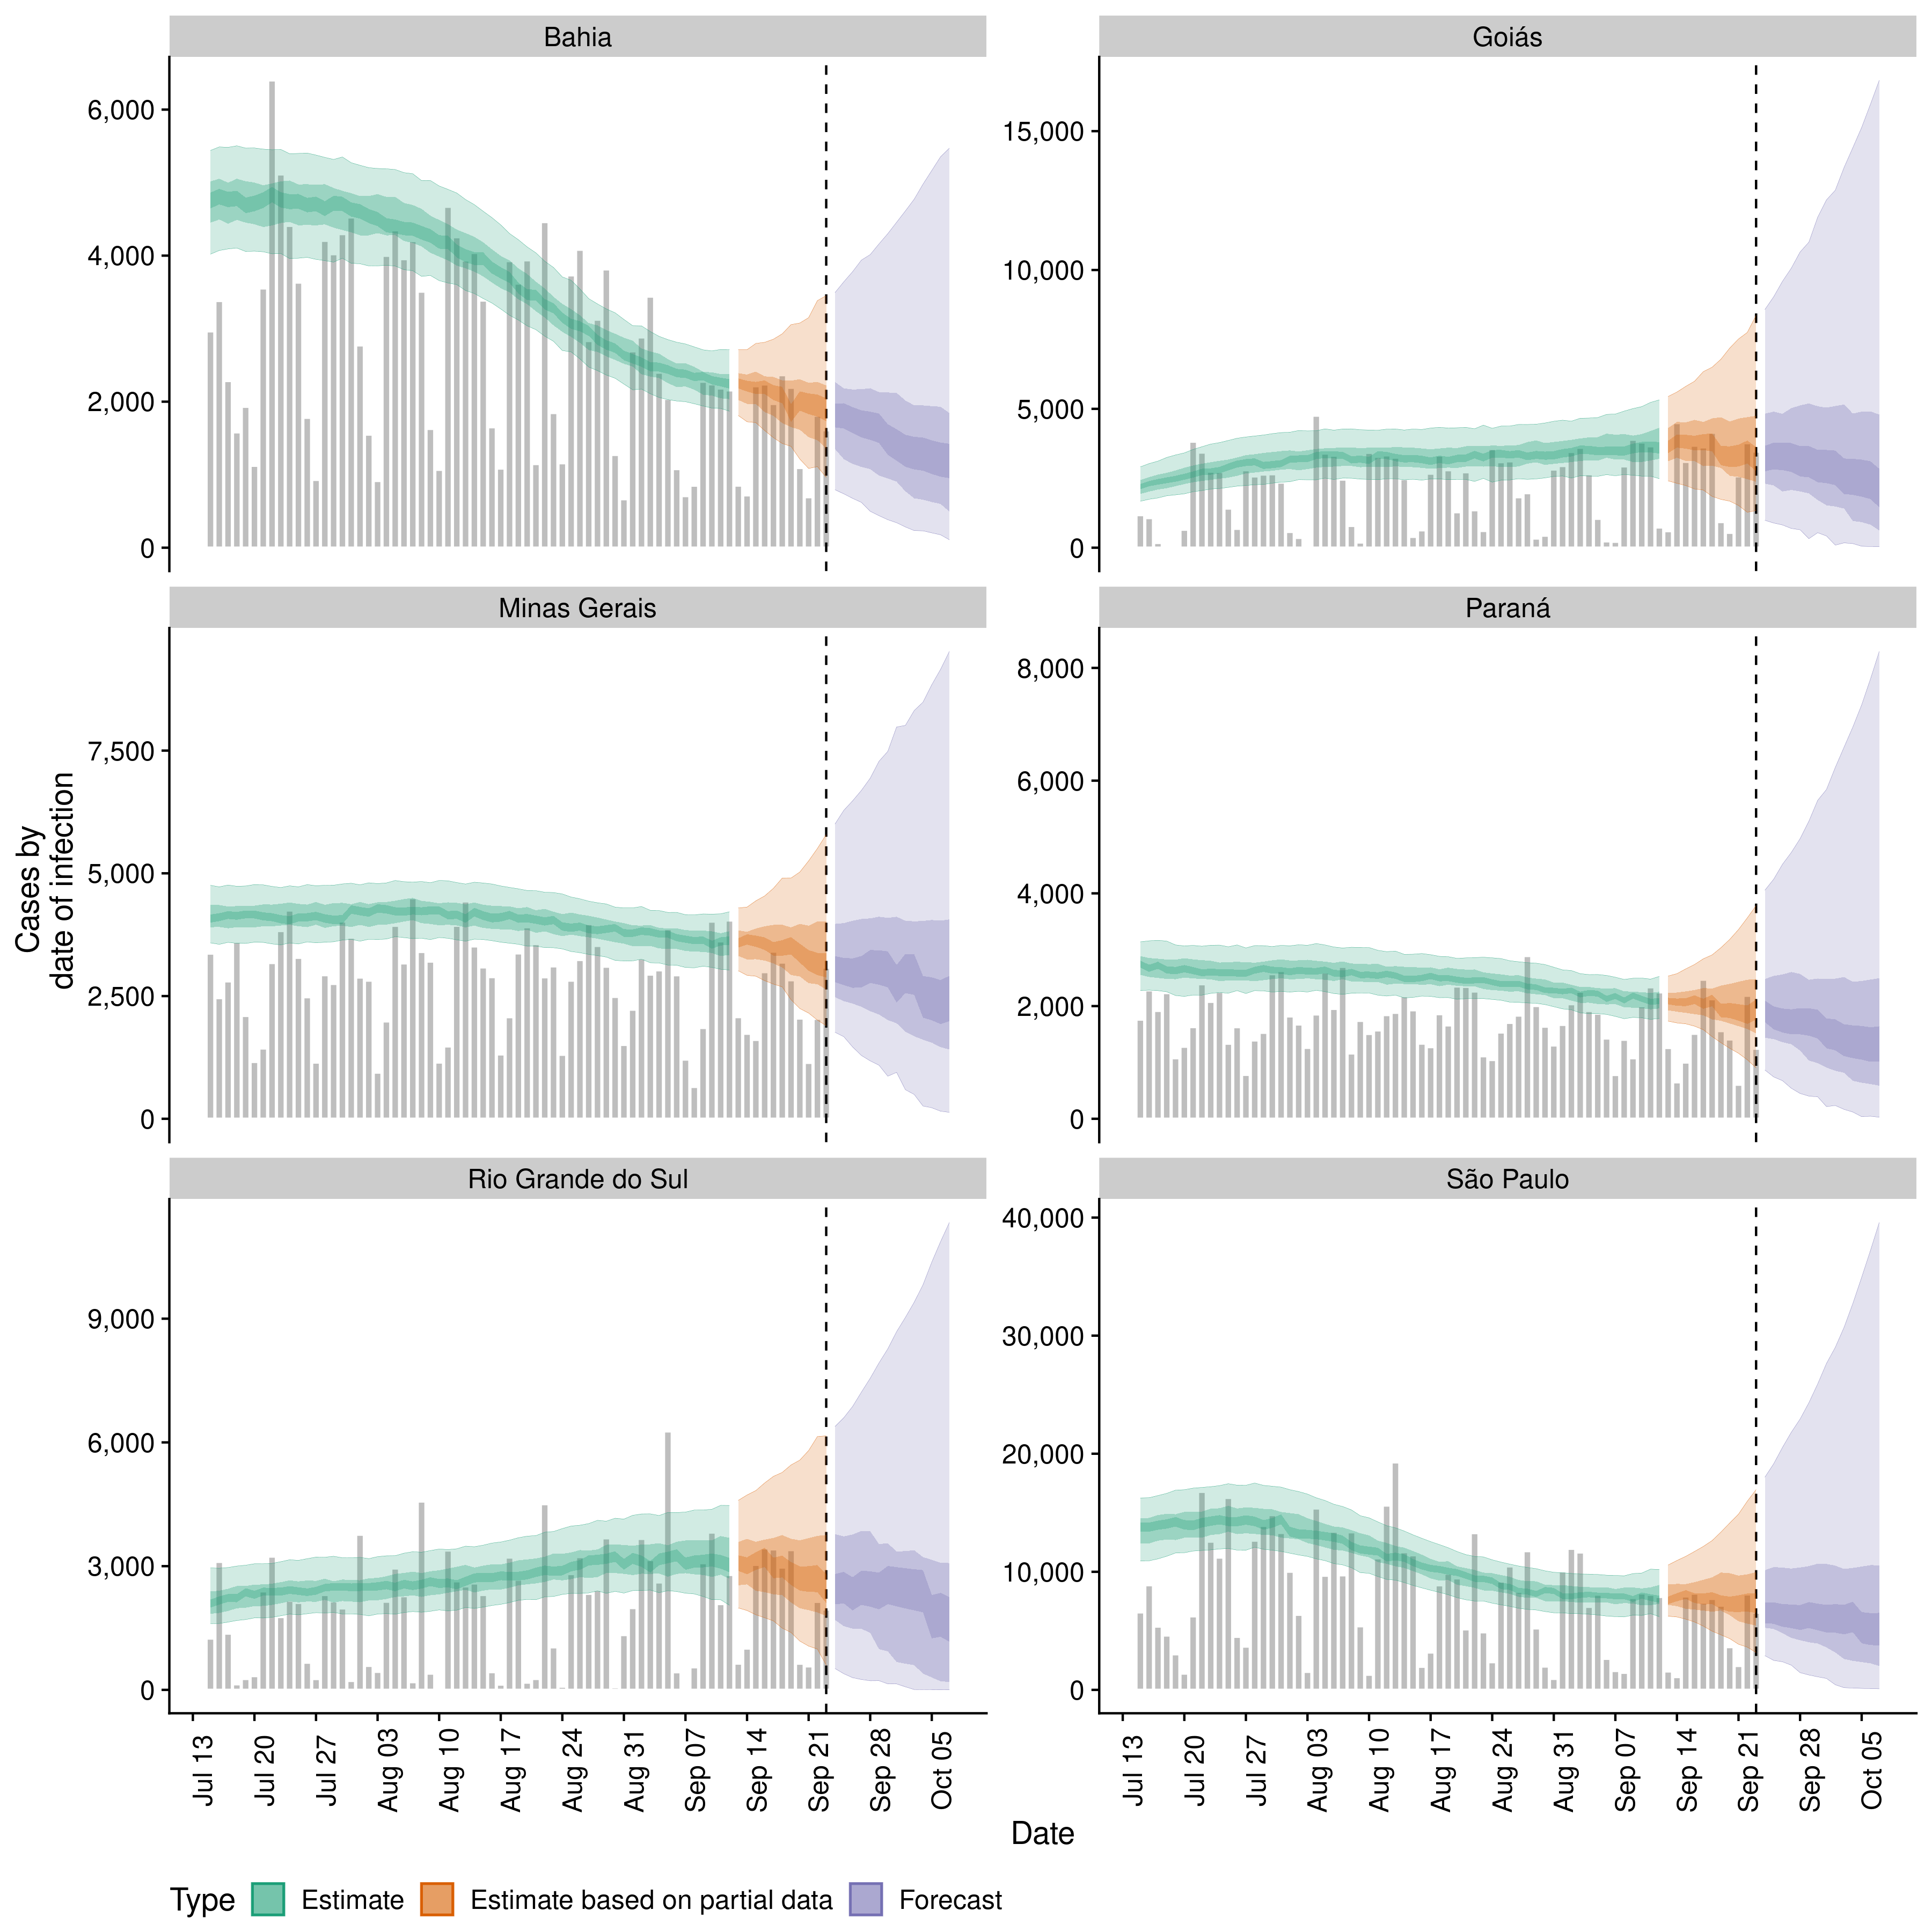 Bahia
Goiás
6,000
4,000
2,000
0
15,000
10,000
5,000
0
Minas Gerais
Paraná
7,500
5,000
2,500
0
8,000
6,000
4,000
2,000
0
Cases by
date of infection
Rio Grande do Sul
São Paulo
9,000
6,000
3,000
0
40,000
30,000
20,000
10,000
0
Jul 13
Jul 20
Jul 27
Aug 03
Aug 10
Aug 17
Aug 24
Aug 31
Sep 07
Sep 14
Sep 21
Sep 28
Oct 05
Jul 13
Jul 20
Jul 27
Aug 03
Aug 10
Aug 17
Aug 24
Aug 31
Sep 07
Sep 14
Sep 21
Sep 28
Oct 05
Date
Type Estimate Estimate based on partial data Forecast